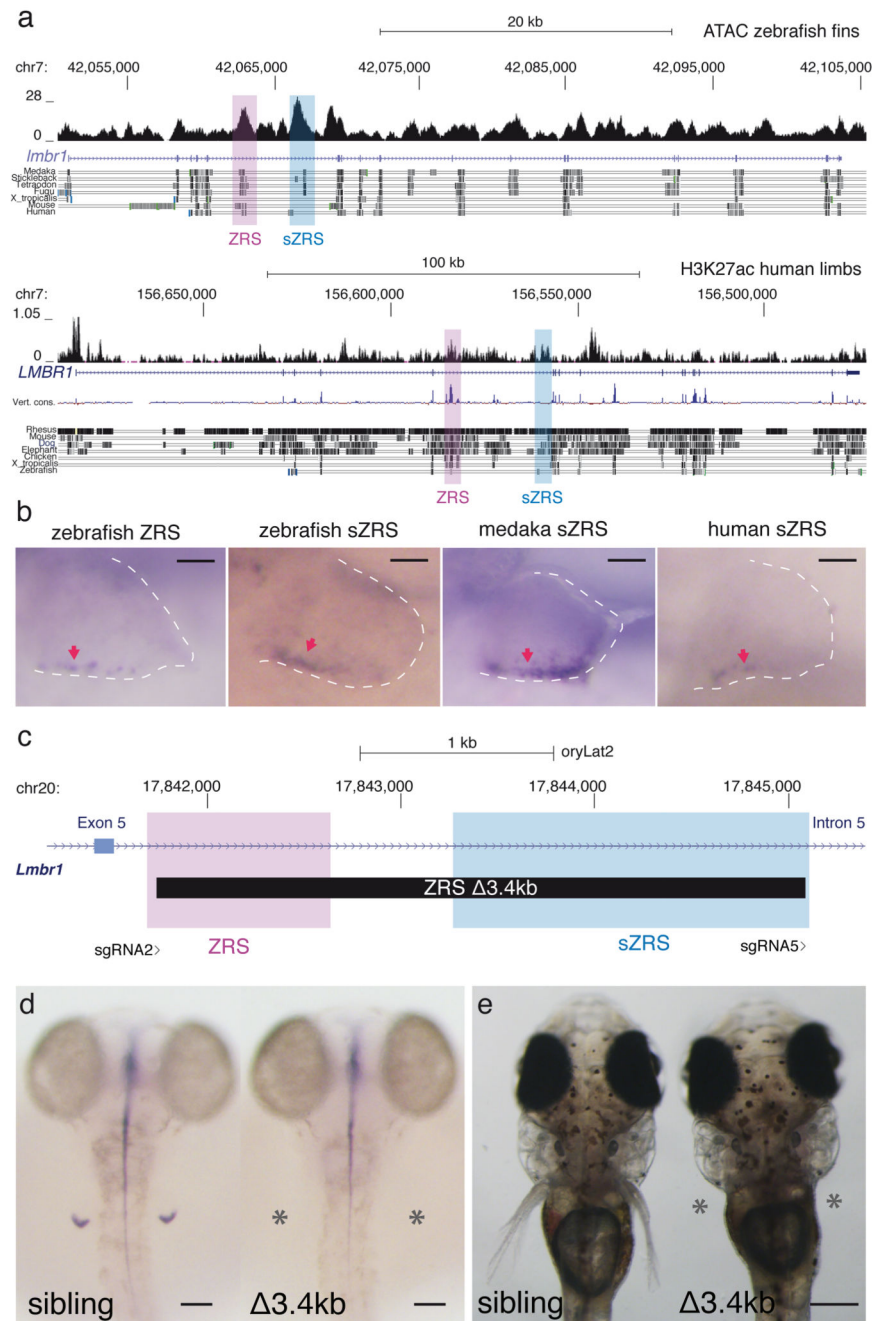 a
20 kb
ATAC zebrafish fins
chr7: 42,055,000 42,065,000 42,075,000 42,085,000 42,095,000 42,105,000
28
0
lmbr1
Medaka
Stickleback
Tetraodon
Fugu
X_tropicalis
Mouse
Human
ZRS sZRS
100 kb
H3K27ac human limbs
chr7: 156,650,000 156,600,000 156,550,000 156,500,000
1.05
0
LMBR1
Vert. cons.
Rhesus
Mouse
Dog
Elephant
Chicken
X_tropicalis
Zebrafish
ZRS sZRS
b
zebrafish ZRS zebrafish sZRS medaka sZRS human sZRS
c
1 kb oryLat2
chr20: 17,842,000 17,843,000 17,844,000 17,845,000
Exon 5 Intron 5
Lmbr1
ZRS Δ3.4kb
sgRNA2> ZRS sZRS sgRNA5>
d
* *
sibling Δ3.4kb
e
* *
sibling Δ3.4kb